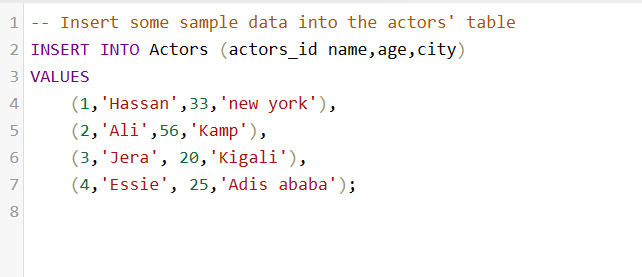 1 -- Insert some sample data into the actors' table
2 INSERT INTO Actors (actors_id name,age,city)
3 VALUES
4     (1,'Hassan',33,'new york'),
5     (2,'Ali',56,'Kamp'),
6     (3,'Jera', 20,'Kigali'),
7     (4,'Essie', 25,'Adis ababa');
8